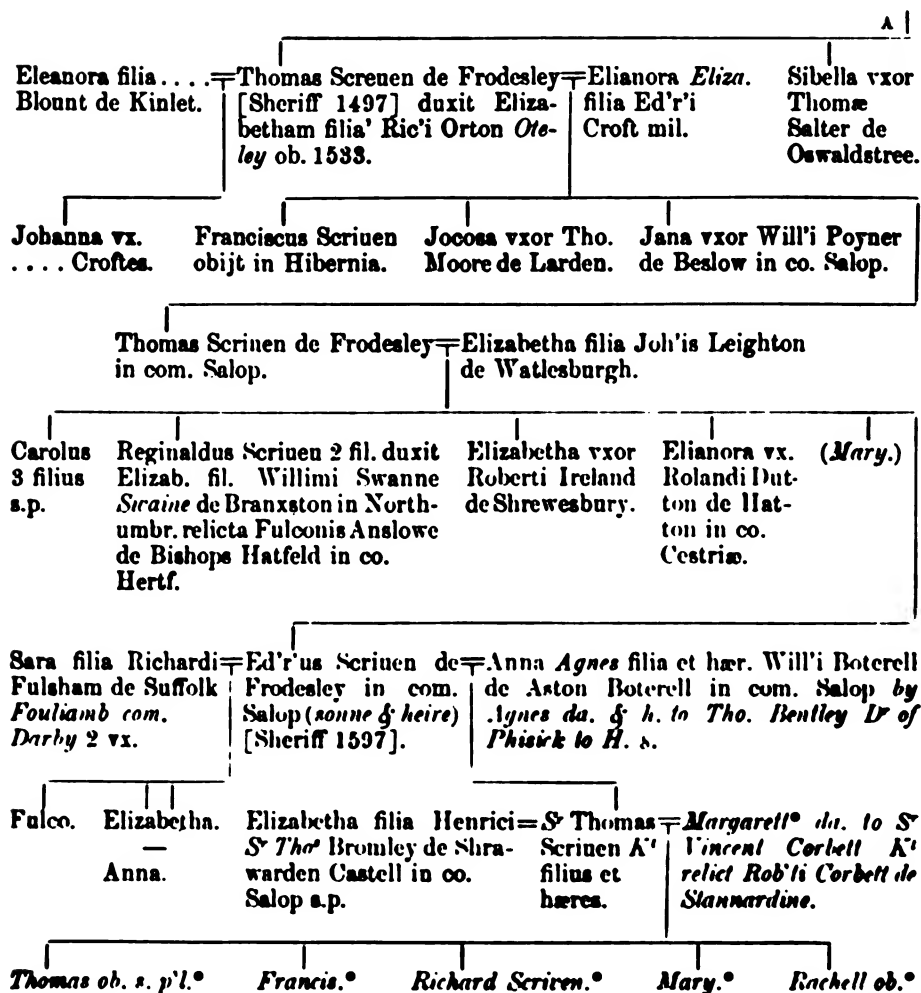 A
Eleanora filia . . . .
Blount de Kinlet.
Thomas Screuen de Frodesley
[Sheriff 1497] duxit Eliza-
betham filia' Ric'i Orton Ote-
ley ob. 1533.
Elianora Eliza.
filia Ed'r'i
Croft mil.
Sibella vxor
Thomæ
Salter de
Oswaldstree.
Johanna vx.
. . . . Croftes.
Franciscus Scriuen
obijt in Hibernia.
Jocosa vxor Tho.
Moore de Larden.
Jana vxor Will'i Poyner
de Beslow in co. Salop.
Thomas Scriuen de Frodesley
in com. Salop.
Elizabetha filia Joh'is Leighton
de Watlesburgh.
Carolus
3 filius
s.p.
Reginaldus Scriuen 2 fil. duxit
Elizab. fil. Willimi Swanne
Swaine de Branxston in North-
umbr. relicta Fulconis Anslowe
de Bishops Hatfeld in co.
Hertf.
Elizabetha vxor
Roberti Ireland
de Shrewesbury.
Elianora vx.
Rolandi Dut-
ton de Hat-
ton in co.
Cestriæ.
(Mary.)
Sara filia Richardi
Fulsham de Suffolk
Fouliamb com.
Darby 2 vx.
Ed'r'us Scriuen de
Frodesley in com.
Salop (sonne & heire)
[Sheriff 1597].
Anna Agnes filia et hær. Will'i Boterell
de Aston Boterell in com. Salop by
Agnes da. & h. to Tho. Bentley Dr of
Phisick to H. 8.
Fulco.
Elizabetha.
—
Anna.
Elizabetha filia Henrici
Sr Thos Bromley de Shra-
warden Castell in co.
Salop s.p.
Sr Thomas
Scriuen Kt
filius et
hæres.
Margarett* da. to Sr
Vincent Corbett Kt
relict Rob'ti Corbett de
Stannardine.
Thomas ob. s. p'l.*
Francis.*
Richard Scriven.*
Mary.*
Rachell ob.*